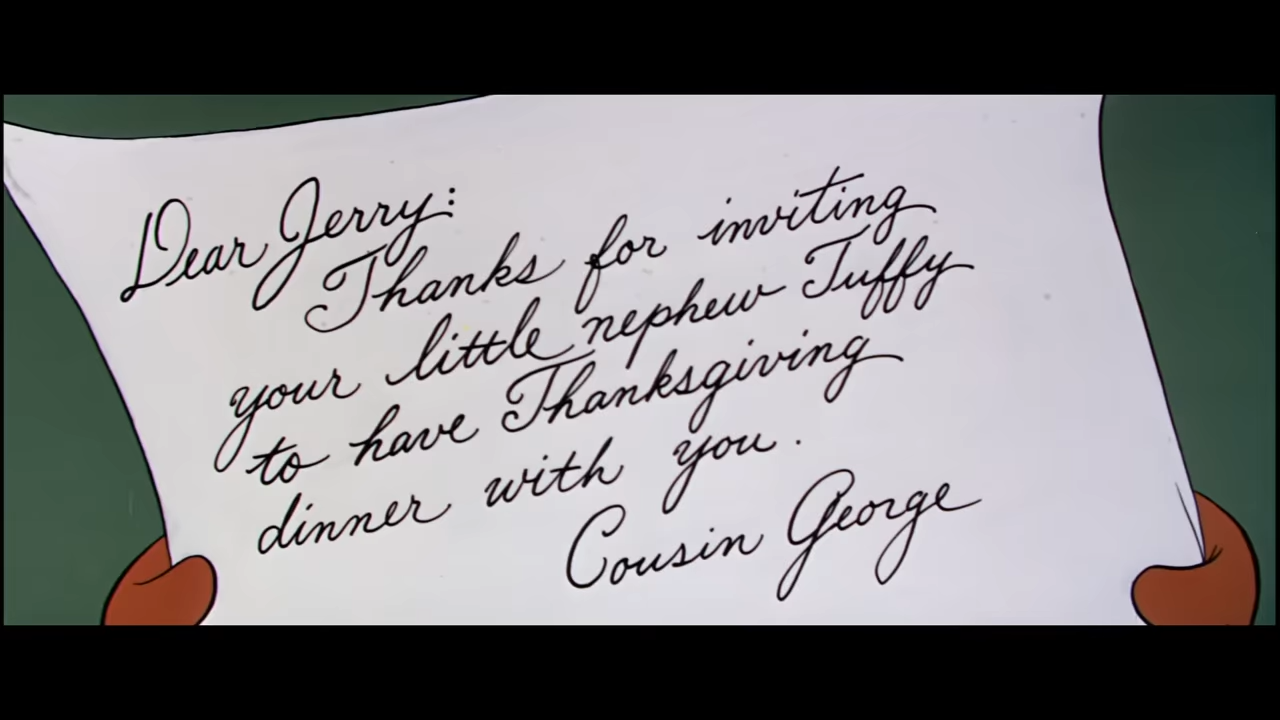 Dear Jerry:
Thanks for inviting
your little nephew Tuffy
to have Thanksgiving
dinner with you.
Cousin George